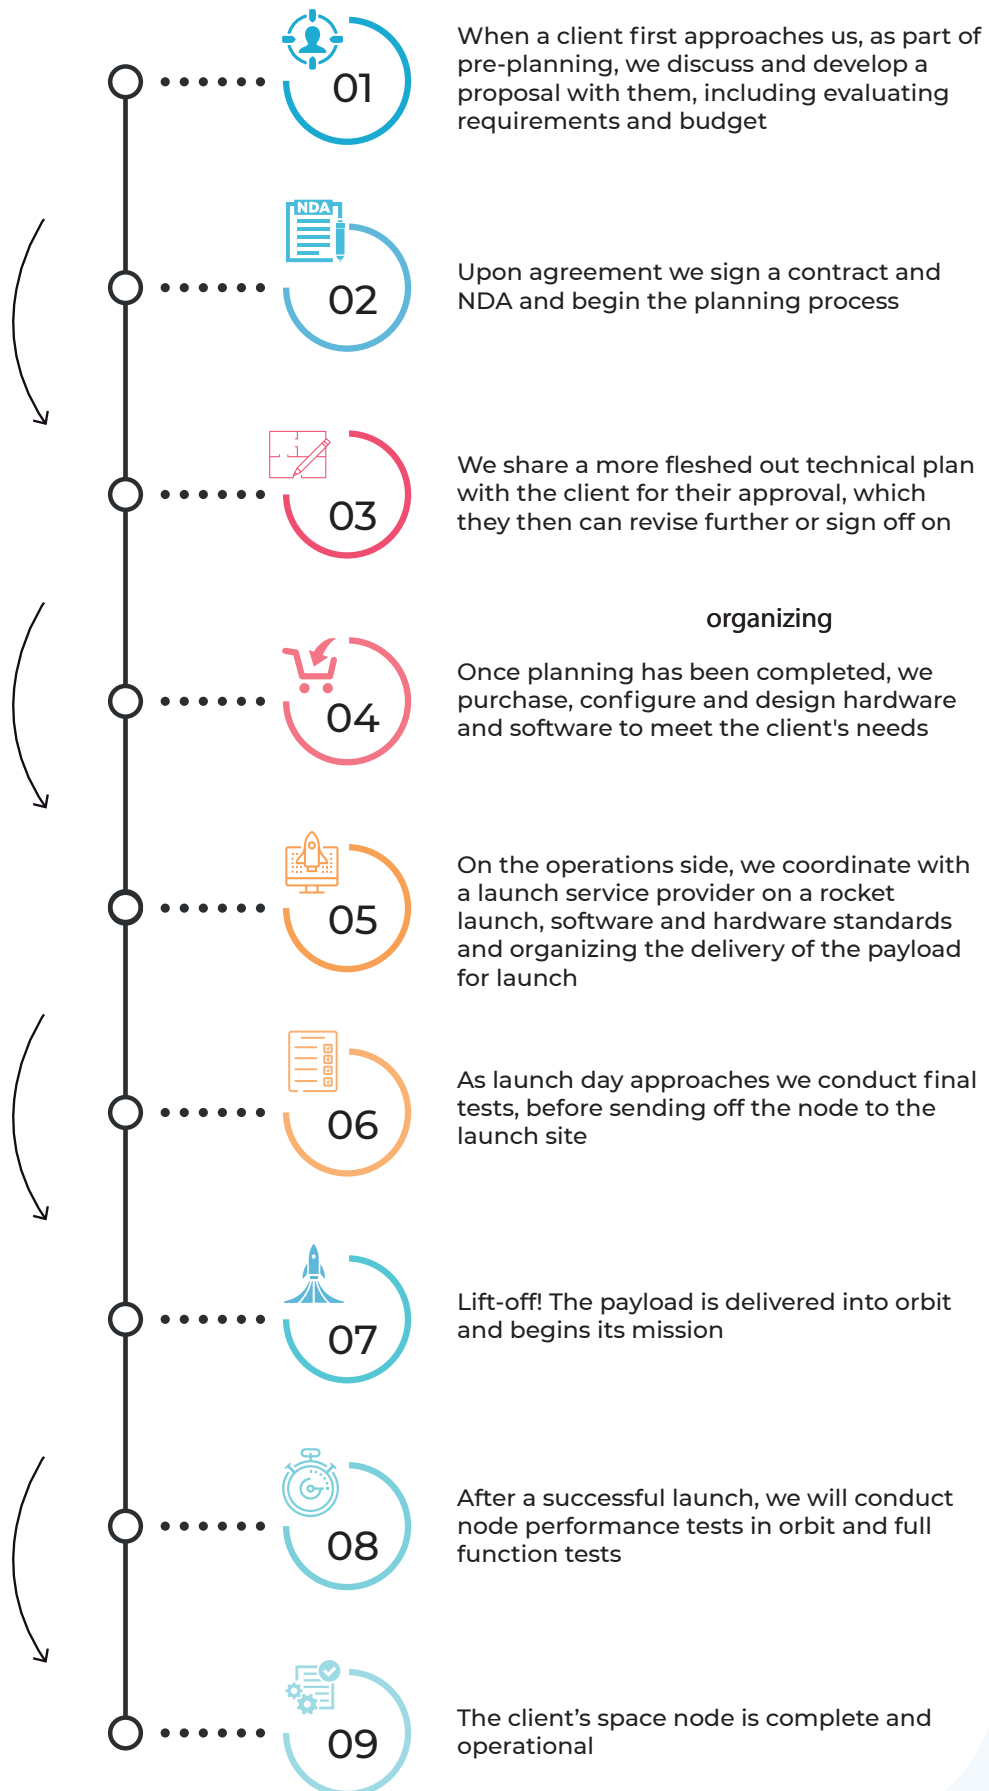 01
When a client first approaches us, as part of
pre-planning, we discuss and develop a
proposal with them, including evaluating
requirements and budget
NDA
02
Upon agreement we sign a contract and
NDA and begin the planning process
03
We share a more fleshed out technical plan
with the client for their approval, which
they then can revise further or sign off on
organizing
04
Once planning has been completed, we
purchase, configure and design hardware
and software to meet the client's needs
05
On the operations side, we coordinate with
a launch service provider on a rocket
launch, software and hardware standards
and organizing the delivery of the payload
for launch
06
As launch day approaches we conduct final
tests, before sending off the node to the
launch site
07
Lift-off! The payload is delivered into orbit
and begins its mission
08
After a successful launch, we will conduct
node performance tests in orbit and full
function tests
09
The client’s space node is complete and
operational